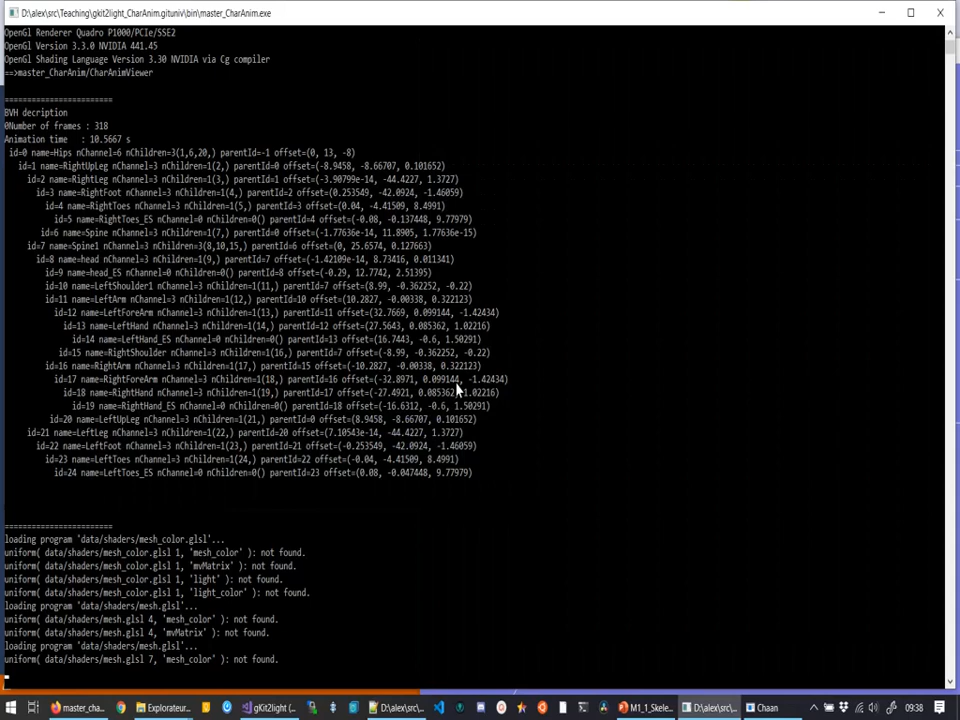 D:\alex\src\Teaching\gkit2light_CharAnim.gituniv\bin\master_CharAnim.exe
OpenGl Renderer Quadro P1000/PCIe/SSE2
OpenGl Version 3.3.0 NVIDIA 441.45
OpenGl Shading Language Version 3.30 NVIDIA via Cg compiler
==>master_CharAnim/CharAnimViewer
========================
BVH decription
0Number of frames : 318
Animation time   : 10.5667 s
id=0 name=Hips nChannel=6 nChildren=3(1,6,20,) parentId=-1 offset=(0, 13, -8)
id=1 name=RightUpLeg nChannel=3 nChildren=1(2,) parentId=0 offset=(-8.9458, -8.66707, 0.101652)
id=2 name=RightLeg nChannel=3 nChildren=1(3,) parentId=1 offset=(-3.90799e-14, -44.4227, 1.3727)
id=3 name=RightFoot nChannel=3 nChildren=1(4,) parentId=2 offset=(0.253549, -42.0924, -1.46059)
id=4 name=RightToes nChannel=3 nChildren=1(5,) parentId=3 offset=(0.04, -4.41509, 8.4991)
id=5 name=RightToes_ES nChannel=0 nChildren=0() parentId=4 offset=(-0.08, -0.137448, 9.77979)
id=6 name=Spine nChannel=3 nChildren=1(7,) parentId=0 offset=(-1.77636e-14, 11.8905, 1.77636e-15)
id=7 name=Spine1 nChannel=3 nChildren=3(8,10,15,) parentId=6 offset=(0, 25.6574, 0.127663)
id=8 name=head nChannel=3 nChildren=1(9,) parentId=7 offset=(-1.42109e-14, 8.73416, 0.011341)
id=9 name=head_ES nChannel=0 nChildren=0() parentId=8 offset=(-0.29, 12.7742, 2.51395)
id=10 name=LeftShoulder1 nChannel=3 nChildren=1(11,) parentId=7 offset=(8.99, -0.362252, -0.22)
id=11 name=LeftArm nChannel=3 nChildren=1(12,) parentId=10 offset=(10.2827, -0.00338, 0.322123)
id=12 name=LeftForeArm nChannel=3 nChildren=1(13,) parentId=11 offset=(32.7669, 0.099144, -1.42434)
id=13 name=LeftHand nChannel=3 nChildren=1(14,) parentId=12 offset=(27.5643, 0.085362, 1.02216)
id=14 name=LeftHand_ES nChannel=0 nChildren=0() parentId=13 offset=(16.7443, -0.6, 1.50291)
id=15 name=RightShoulder nChannel=3 nChildren=1(16,) parentId=7 offset=(-8.99, -0.362252, -0.22)
id=16 name=RightArm nChannel=3 nChildren=1(17,) parentId=15 offset=(-10.2827, -0.00338, 0.322123)
id=17 name=RightForeArm nChannel=3 nChildren=1(18,) parentId=16 offset=(-32.8971, 0.099144, -1.42434)
id=18 name=RightHand nChannel=3 nChildren=1(19,) parentId=17 offset=(-27.4921, 0.085362, 1.02216)
id=19 name=RightHand_ES nChannel=0 nChildren=0() parentId=18 offset=(-16.6312, -0.6, 1.50291)
id=20 name=LeftUpLeg nChannel=3 nChildren=1(21,) parentId=0 offset=(8.9458, -8.66707, 0.101652)
id=21 name=LeftLeg nChannel=3 nChildren=1(22,) parentId=20 offset=(7.10543e-14, -44.4227, 1.3727)
id=22 name=LeftFoot nChannel=3 nChildren=1(23,) parentId=21 offset=(-0.253549, -42.0924, -1.46059)
id=23 name=LeftToes nChannel=3 nChildren=1(24,) parentId=22 offset=(-0.04, -4.41509, 8.4991)
id=24 name=LeftToes_ES nChannel=0 nChildren=0() parentId=23 offset=(0.08, -0.047448, 9.77979)
========================
loading program 'data/shaders/mesh_color.glsl'...
uniform( data/shaders/mesh_color.glsl 1, 'mesh_color' ): not found.
uniform( data/shaders/mesh_color.glsl 1, 'mvMatrix' ): not found.
uniform( data/shaders/mesh_color.glsl 1, 'light' ): not found.
uniform( data/shaders/mesh_color.glsl 1, 'light_color' ): not found.
loading program 'data/shaders/mesh.glsl'...
uniform( data/shaders/mesh.glsl 4, 'mesh_color' ): not found.
uniform( data/shaders/mesh.glsl 4, 'mvMatrix' ): not found.
loading program 'data/shaders/mesh.glsl'...
uniform( data/shaders/mesh.glsl 7, 'mesh_color' ): not found.
master_cha... Explorateur... gKit2light (... D:\alex\src\... M1_1_Skele... D:\alex\src\... Chaan 09:38